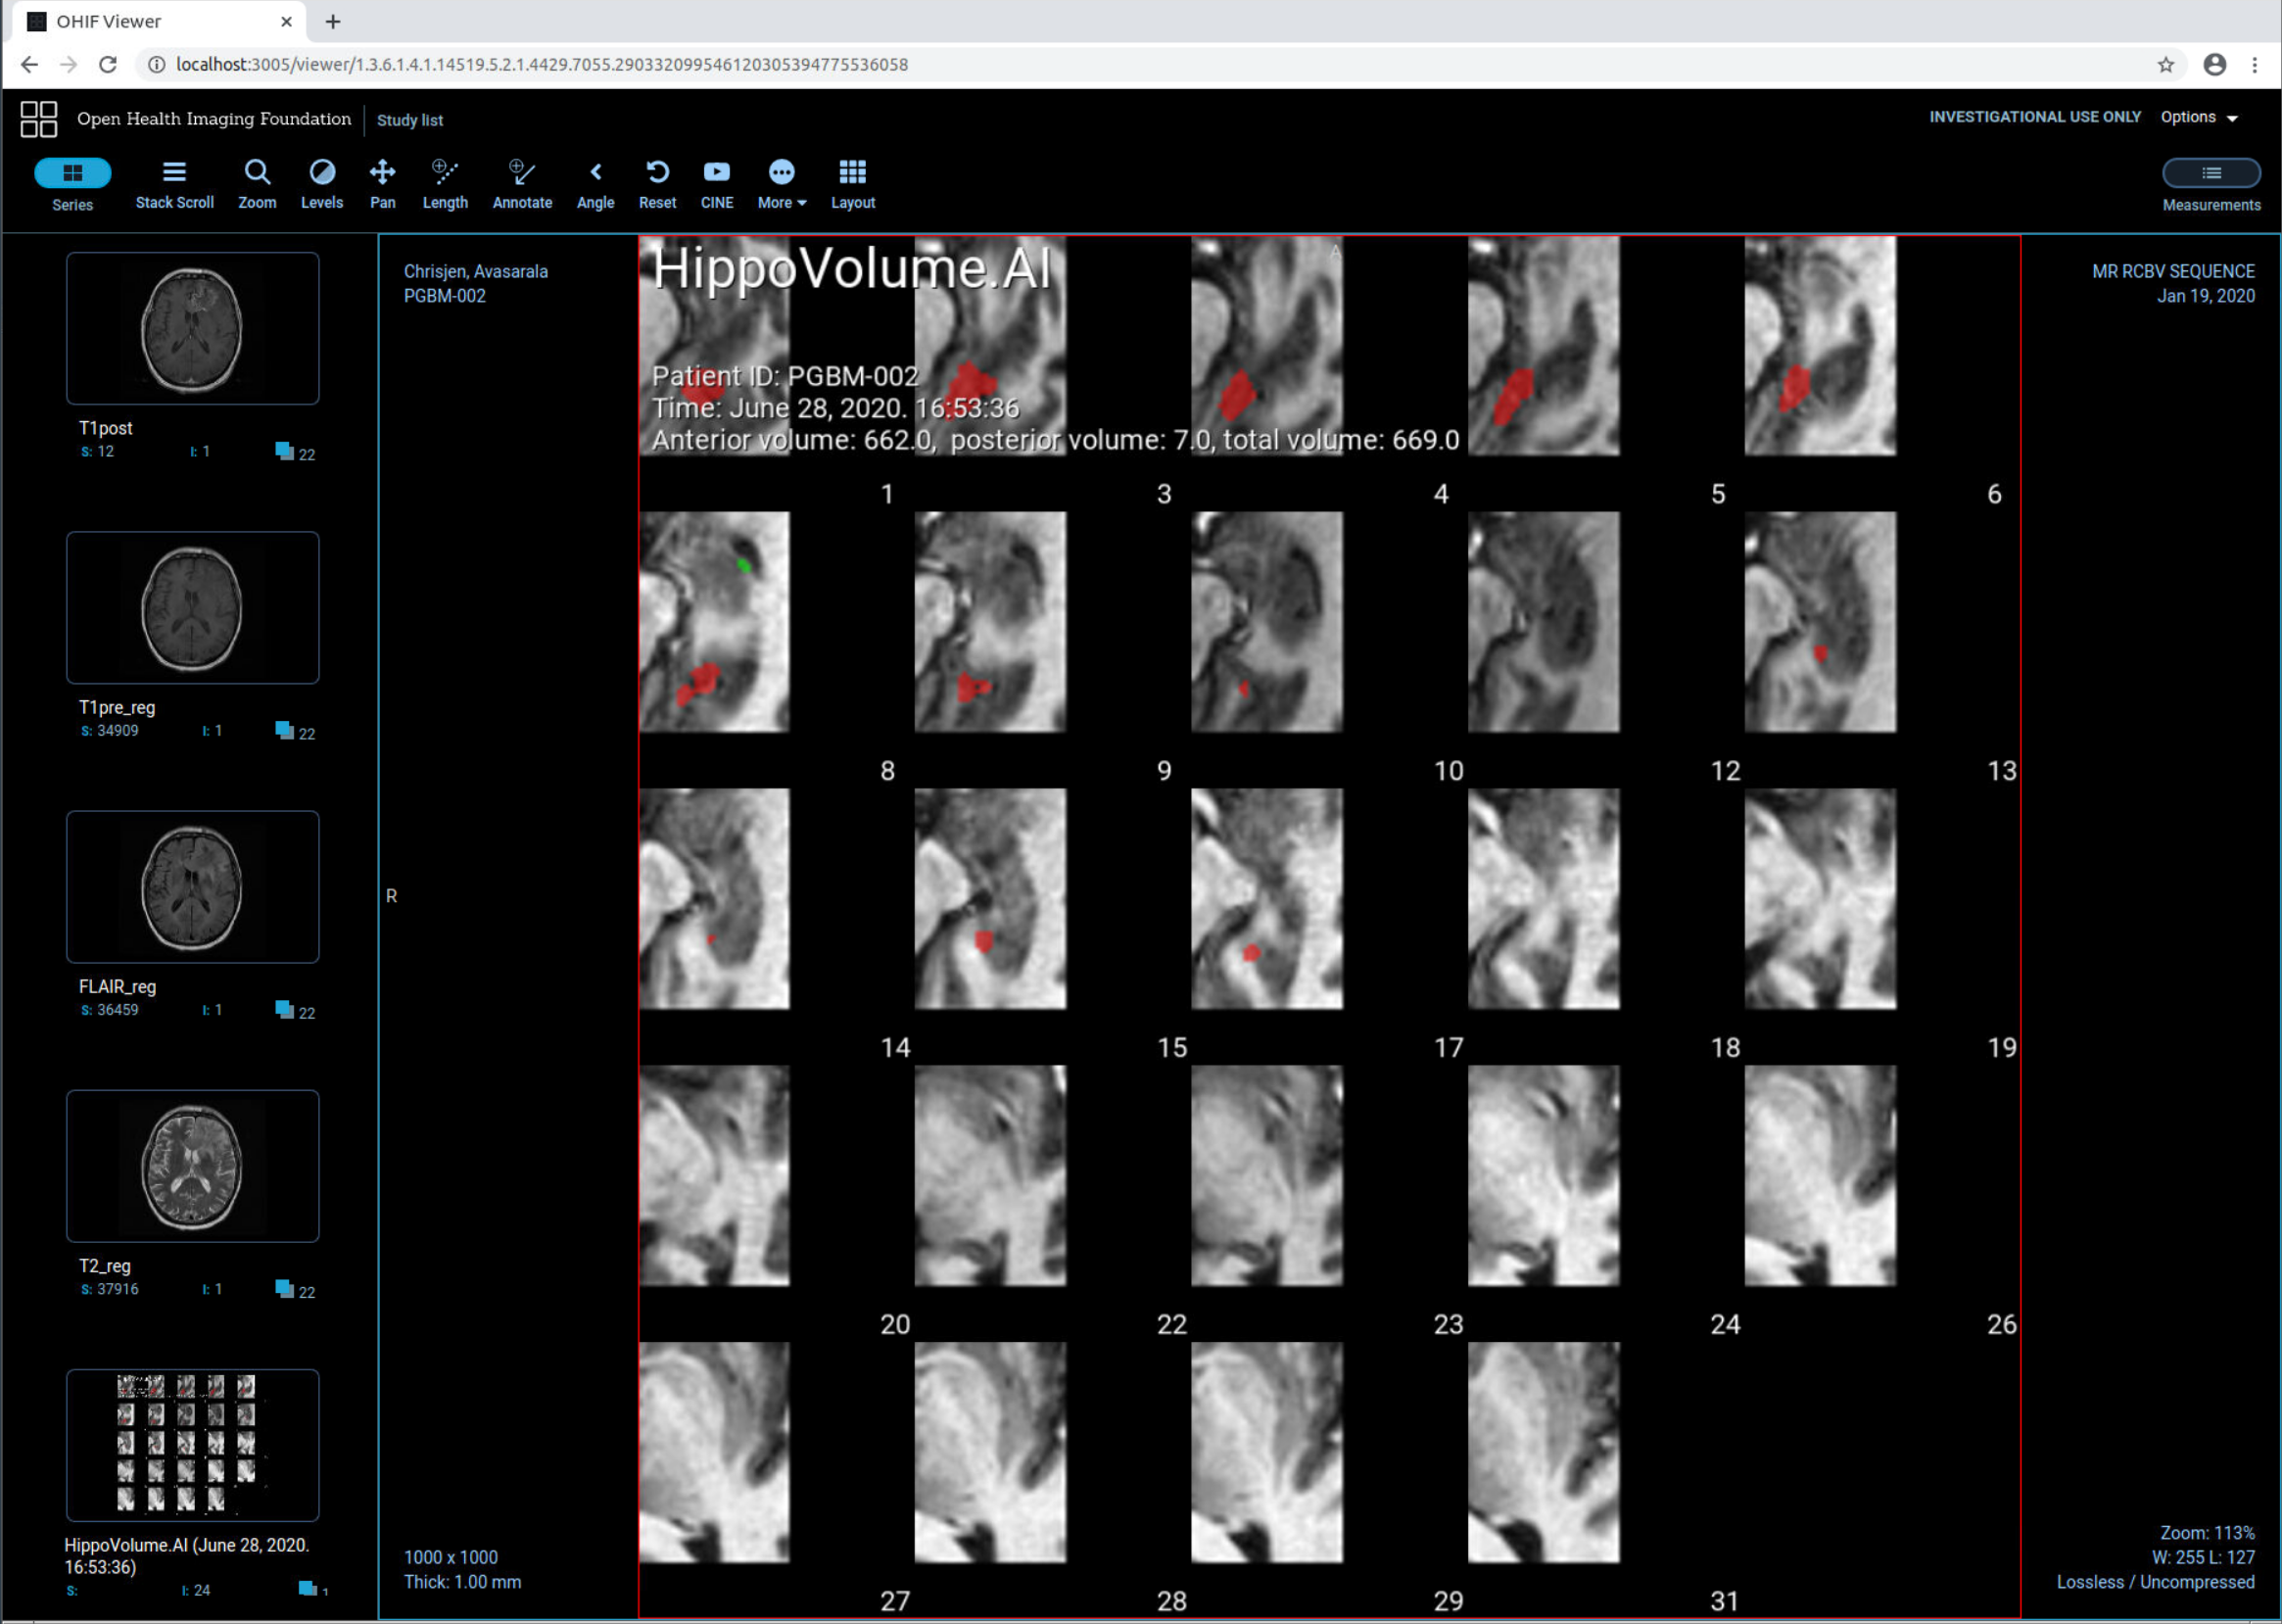 OHIF Viewer
localhost:3005/viewer/1.3.6.1.4.1.14519.5.2.1.4429.7055.290332099546120305394775536058
Open Health Imaging Foundation Study list
INVESTIGATIONAL USE ONLY Options
Series Stack Scroll Zoom Levels Pan Length Annotate Angle Reset CINE More Layout Measurements
T1post
S: 12 I: 1 22
T1pre_reg
S: 34909 I: 1 22
FLAIR_reg
S: 36459 I: 1 22
T2_reg
S: 37916 I: 1 22
HippoVolume.AI (June 28, 2020.
16:53:36)
S: I: 24 1
Chrisjen, Avasarala
PGBM-002
R
A
HippoVolume.AI
Patient ID: PGBM-002
Time: June 28, 2020. 16:53:36
Anterior volume: 662.0, posterior volume: 7.0, total volume: 669.0
1 3 4 5 6
8 9 10 12 13
14 15 17 18 19
20 22 23 24 26
27 28 29 31
MR RCBV SEQUENCE
Jan 19, 2020
1000 x 1000
Thick: 1.00 mm
Zoom: 113%
W: 255 L: 127
Lossless / Uncompressed